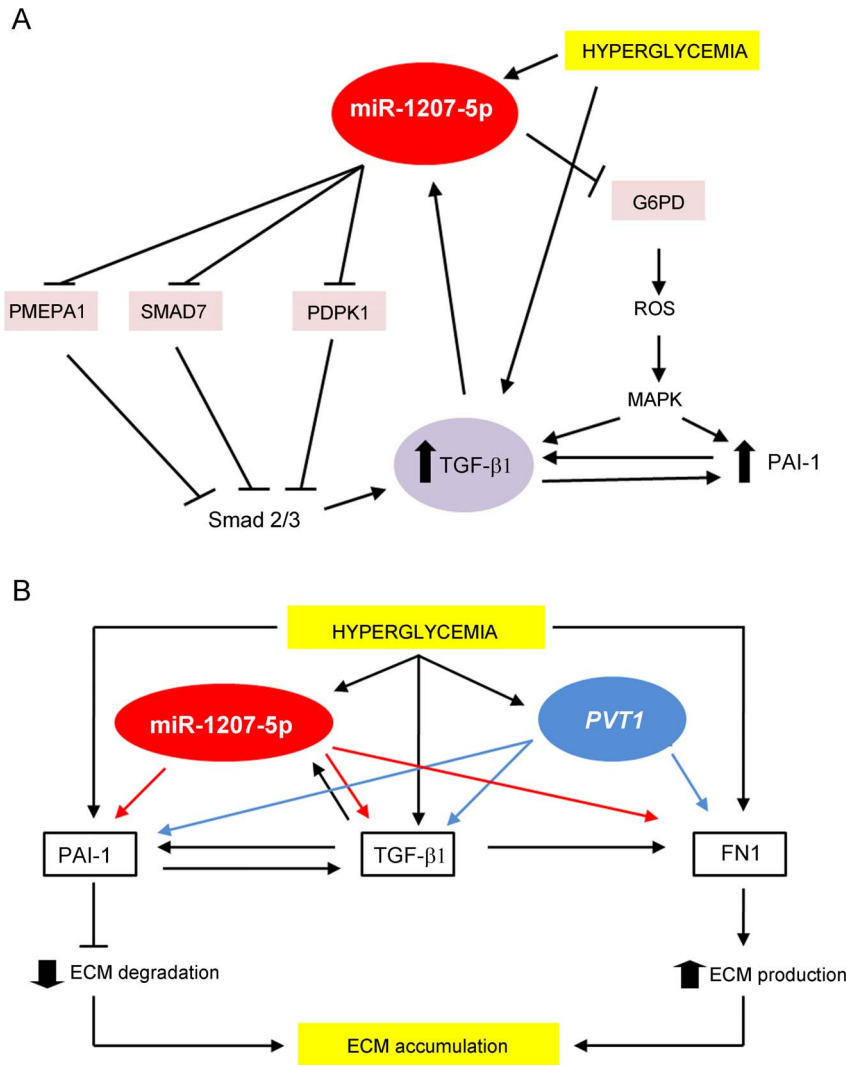 A
HYPERGLYCEMIA
miR-1207-5p
G6PD
PMEPA1
SMAD7
PDPK1
ROS
MAPK
TGF-β1
PAI-1
Smad 2/3
B
HYPERGLYCEMIA
miR-1207-5p
PVT1
PAI-1
TGF-β1
FN1
ECM degradation
ECM production
ECM accumulation